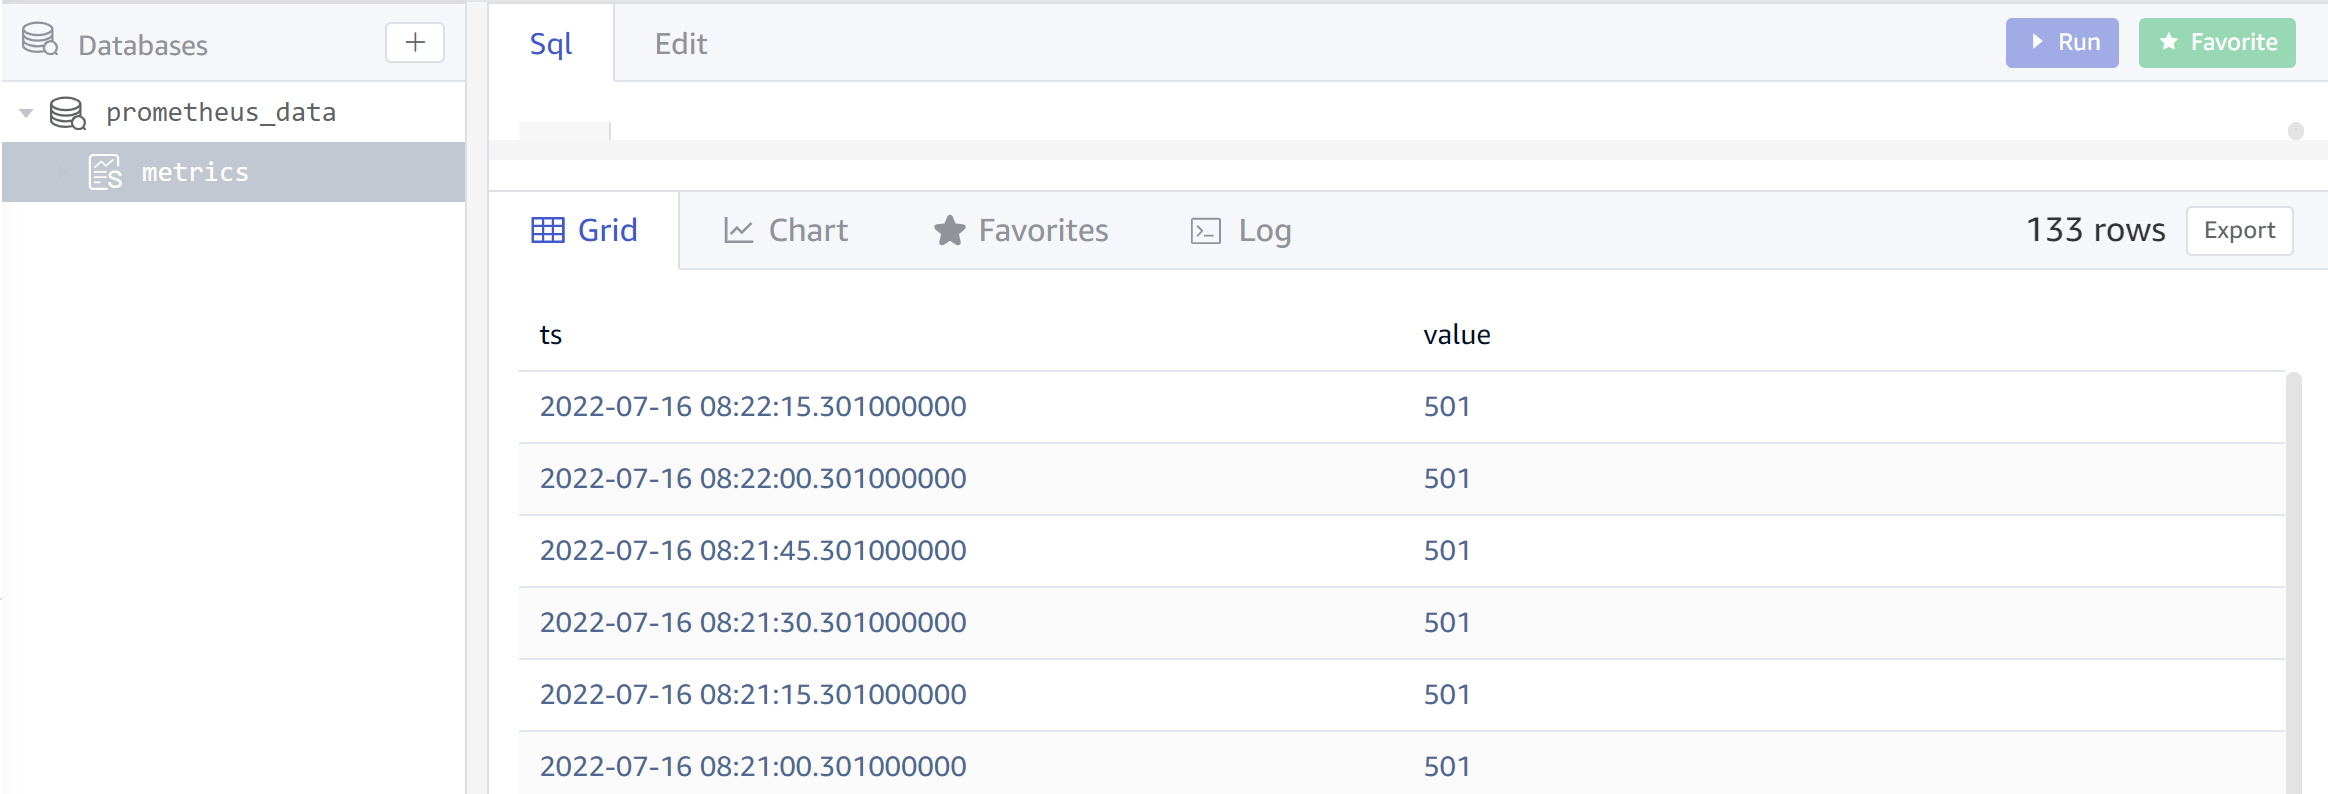 Databases
+
prometheus_data
metrics
Sql Edit
Run Favorite
Grid Chart Favorites Log
133 rows Export
ts value
2022-07-16 08:22:15.301000000 501
2022-07-16 08:22:00.301000000 501
2022-07-16 08:21:45.301000000 501
2022-07-16 08:21:30.301000000 501
2022-07-16 08:21:15.301000000 501
2022-07-16 08:21:00.301000000 501